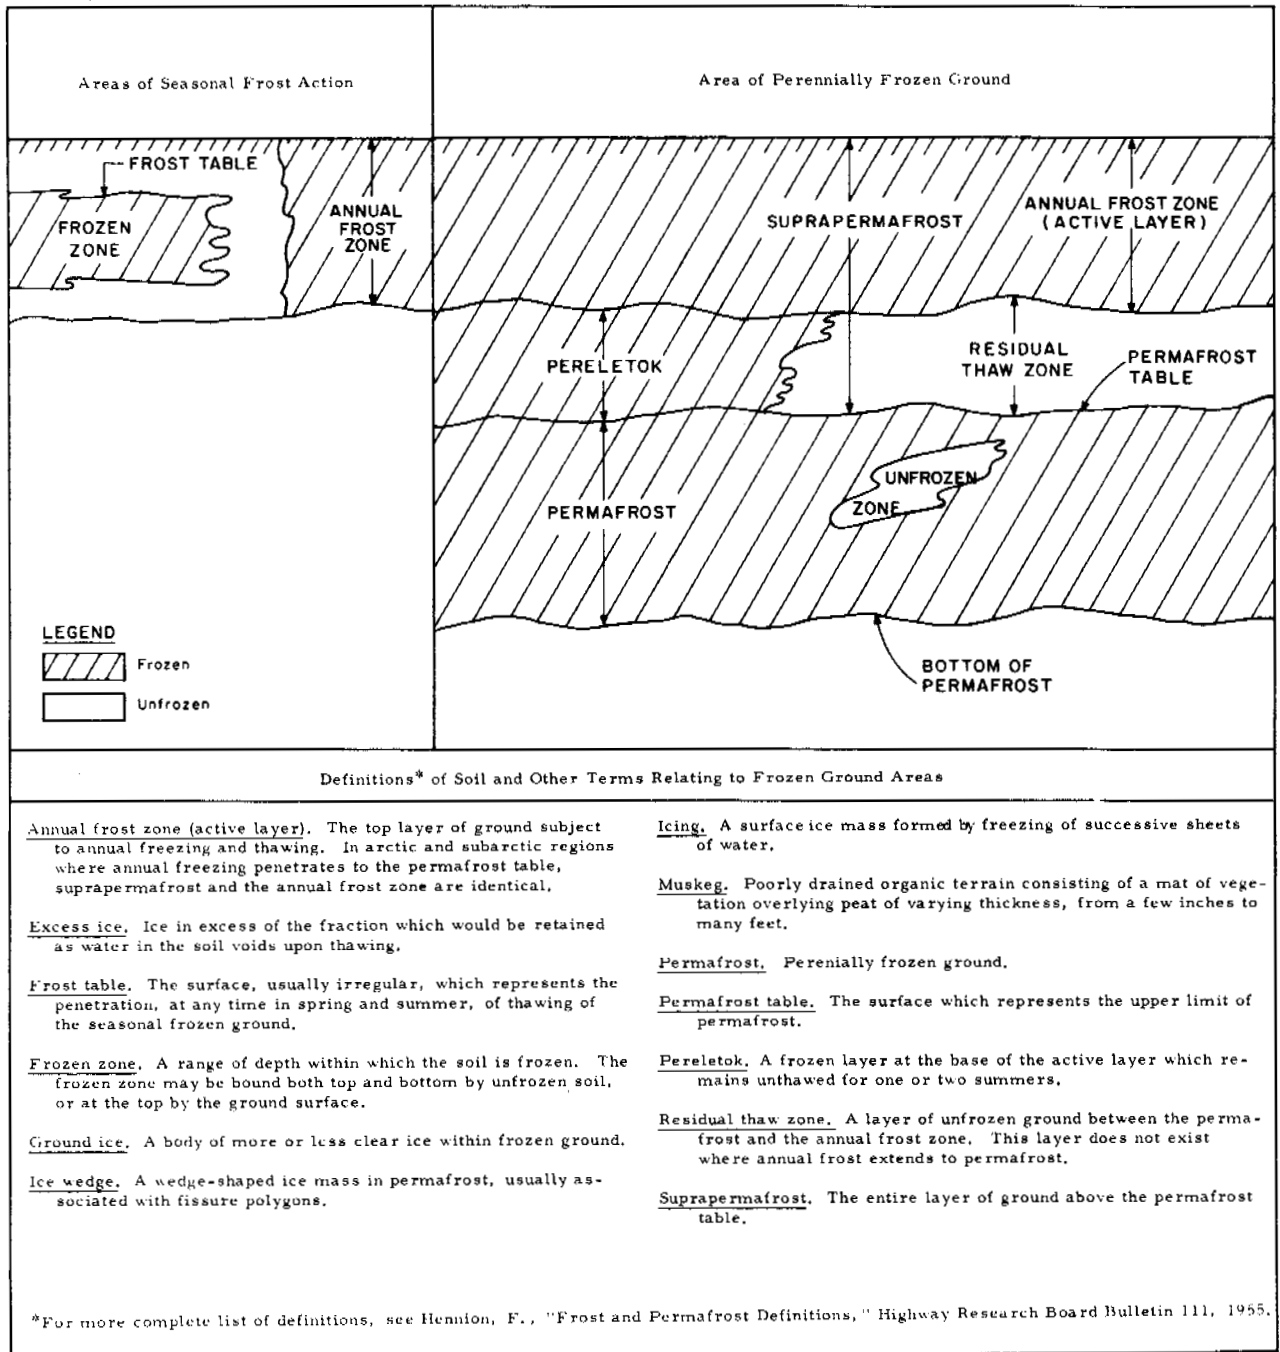 Areas of Seasonal Frost Action
Area of Perennially Frozen Ground
FROST TABLE
FROZEN
ZONE
ANNUAL
FROST
ZONE
SUPRAPERMAFROST
ANNUAL FROST ZONE
(ACTIVE LAYER)
PERELETOK
RESIDUAL
THAW ZONE
PERMAFROST
TABLE
PERMAFROST
UNFROZEN
ZONE
BOTTOM OF
PERMAFROST
LEGEND
Frozen
Unfrozen
Definitions* of Soil and Other Terms Relating to Frozen Ground Areas
Annual frost zone (active layer). The top layer of ground subject
to annual freezing and thawing. In arctic and subarctic regions
where annual freezing penetrates to the permafrost table,
suprapermafrost and the annual frost zone are identical.
Excess ice. Ice in excess of the fraction which would be retained
as water in the soil voids upon thawing.
Frost table. The surface, usually irregular, which represents the
penetration, at any time in spring and summer, of thawing of
the seasonal frozen ground.
Frozen zone. A range of depth within which the soil is frozen. The
frozen zone may be bound both top and bottom by unfrozen soil,
or at the top by the ground surface.
Ground ice. A body of more or less clear ice within frozen ground.
Ice wedge. A wedge-shaped ice mass in permafrost, usually as-
sociated with fissure polygons.
Icing. A surface ice mass formed by freezing of successive sheets
of water.
Muskeg. Poorly drained organic terrain consisting of a mat of vege-
tation overlying peat of varying thickness, from a few inches to
many feet.
Permafrost. Perenially frozen ground.
Permafrost table. The surface which represents the upper limit of
permafrost.
Pereletok. A frozen layer at the base of the active layer which re-
mains unthawed for one or two summers.
Residual thaw zone. A layer of unfrozen ground between the perma-
frost and the annual frost zone. This layer does not exist
where annual frost extends to permafrost.
Suprapermafrost. The entire layer of ground above the permafrost
table.
*For more complete list of definitions, see Hennion, F., "Frost and Permafrost Definitions," Highway Research Board Bulletin 111, 1955.